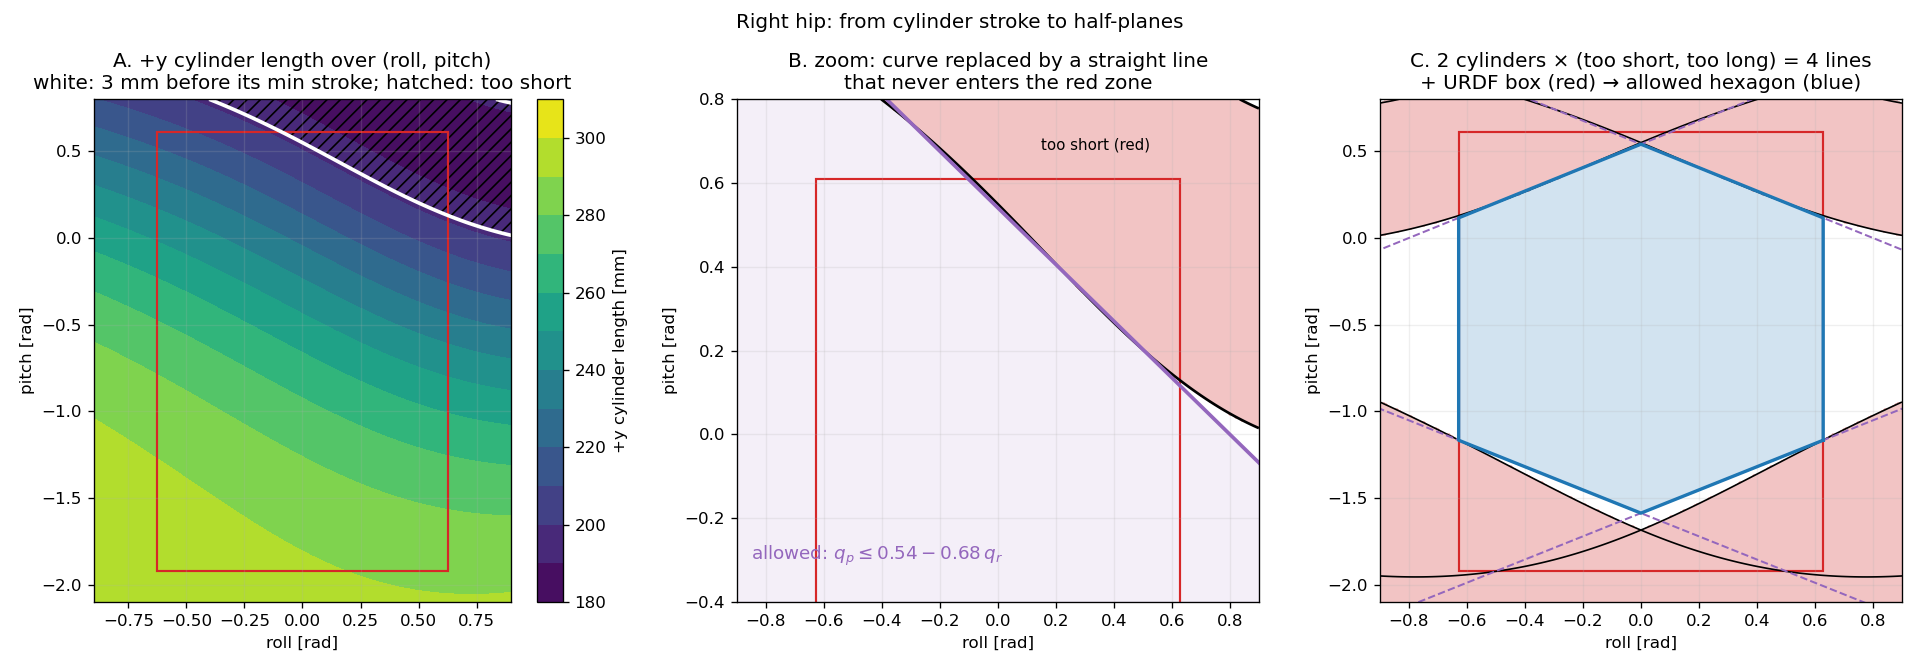 Right hip: from cylinder stroke to half-planes
A. +y cylinder length over (roll, pitch)
white: 3 mm before its min stroke; hatched: too short
0.5
0.0
−0.5
−1.0
−1.5
−2.0
pitch [rad]
−0.75 −0.50 −0.25 0.00 0.25 0.50 0.75
roll [rad]
300
280
260
240
220
200
180
+y cylinder length [mm]
B. zoom: curve replaced by a straight line
that never enters the red zone
0.8
0.6
0.4
0.2
0.0
−0.2
−0.4
pitch [rad]
too short (red)
allowed: qp ≤ 0.54 − 0.68 qr
−0.8 −0.6 −0.4 −0.2 0.0 0.2 0.4 0.6 0.8
roll [rad]
C. 2 cylinders × (too short, too long) = 4 lines
+ URDF box (red) → allowed hexagon (blue)
0.5
0.0
−0.5
−1.0
−1.5
−2.0
pitch [rad]
−0.8 −0.6 −0.4 −0.2 0.0 0.2 0.4 0.6 0.8
roll [rad]